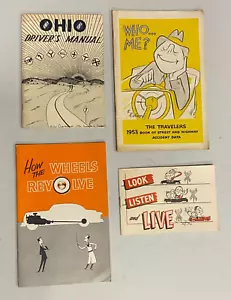 OHIO
DRIVER'S MANUAL
WHO...
ME?
THE TRAVELERS
1953 BOOK OF STREET AND HIGHWAY
ACCIDENT DATA
HOW
THE WHEELS
REVOLVE
LOOK
LISTEN
and LIVE